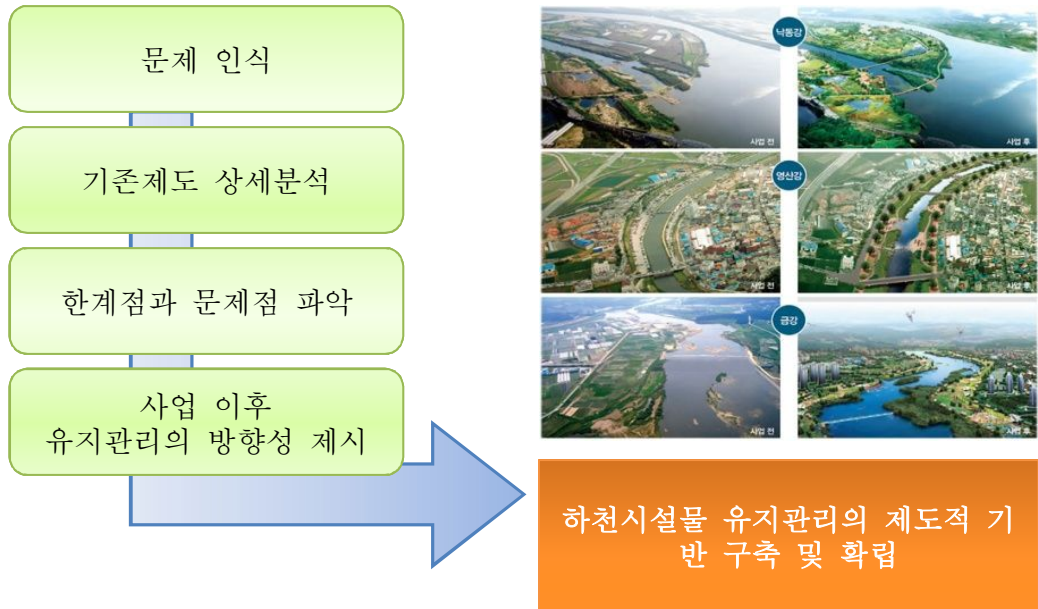 문제 인식
기존제도 상세분석
한계점과 문제점 파악
사업 이후
유지관리의 방향성 제시
낙동강
사업 전
사업 후
영산강
사업 전
사업 후
금강
사업 전
사업 후
하천시설물 유지관리의 제도적 기
반 구축 및 확립